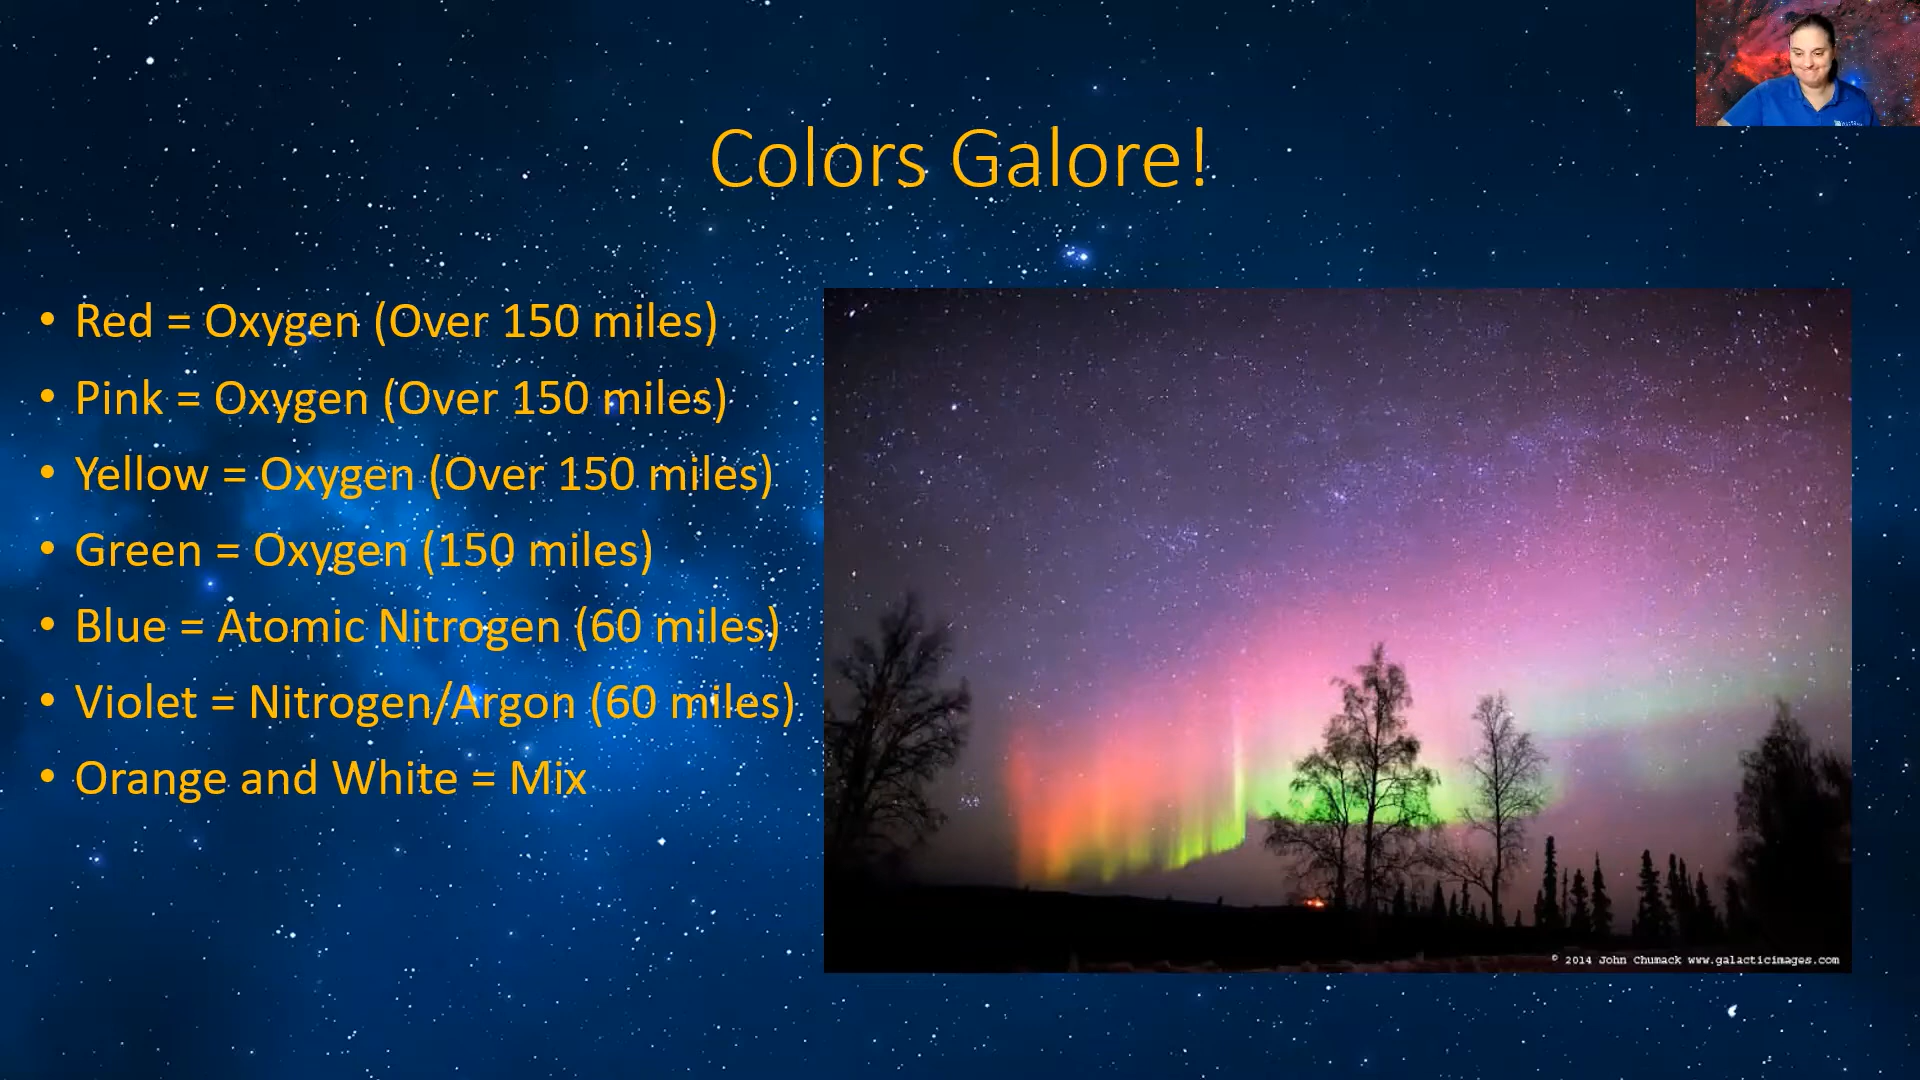 Colors Galore!
• Red = Oxygen (Over 150 miles)
• Pink = Oxygen (Over 150 miles)
• Yellow = Oxygen (Over 150 miles)
• Green = Oxygen (150 miles)
• Blue = Atomic Nitrogen (60 miles)
• Violet = Nitrogen/Argon (60 miles)
• Orange and White = Mix
© 2014 John Chumack www.galacticimages.com